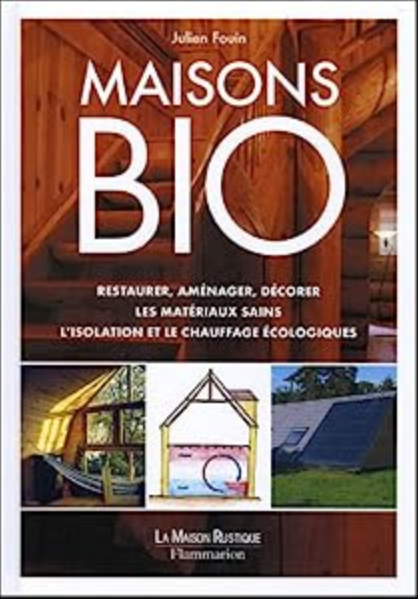 Julien Fouin
MAISONS
BIO
RESTAURER, AMÉNAGER, DÉCORER
LES MATÉRIAUX SAINS
L'ISOLATION ET LE CHAUFFAGE ÉCOLOGIQUES
LA MAISON RUSTIQUE
Flammarion